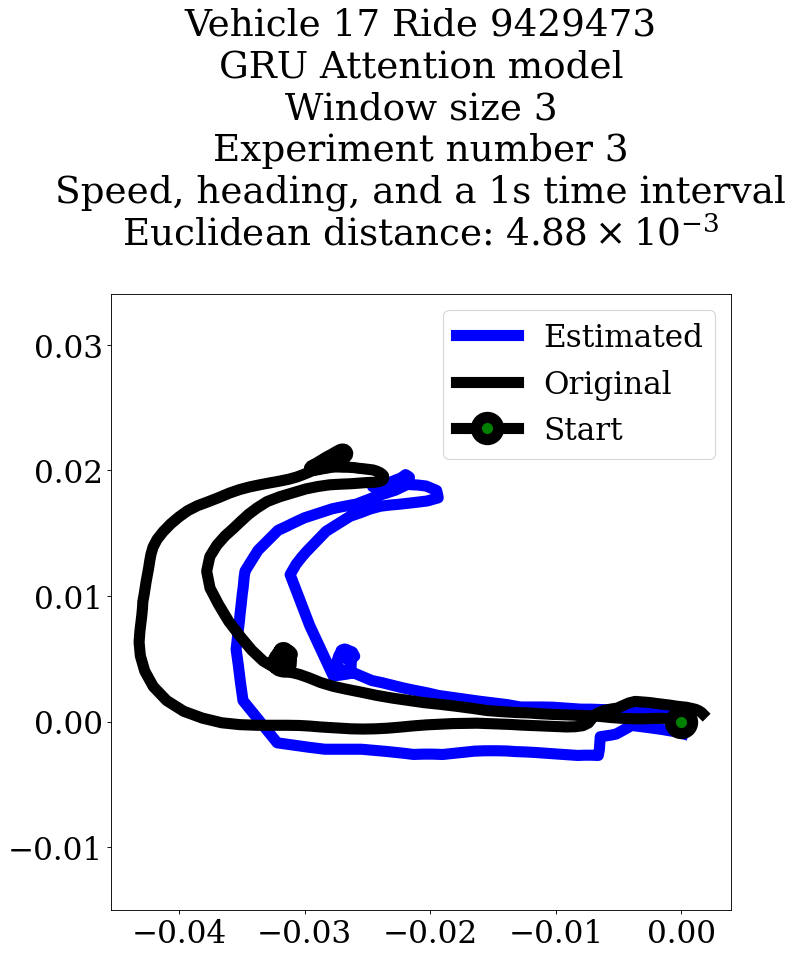 Vehicle 17 Ride 9429473
GRU Attention model
Window size 3
Experiment number 3
Speed, heading, and a 1s time interval
Euclidean distance: 4.88 × 10⁻³
Estimated
Original
Start
0.03
0.02
0.01
0.00
−0.01
−0.04 −0.03 −0.02 −0.01 0.00